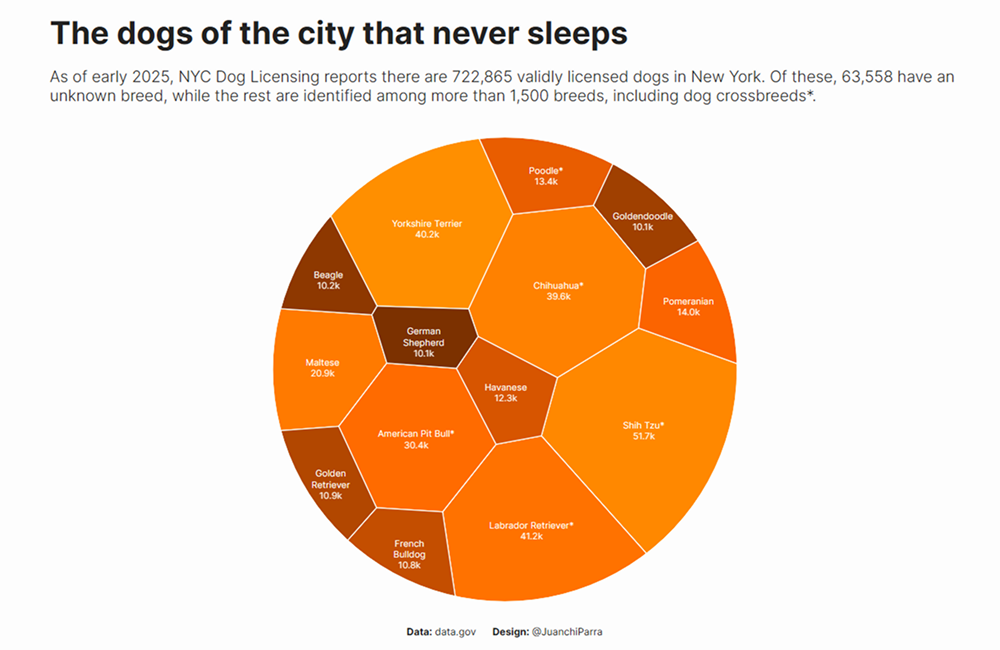 The dogs of the city that never sleeps
As of early 2025, NYC Dog Licensing reports there are 722,865 validly licensed dogs in New York. Of these, 63,558 have an
unknown breed, while the rest are identified among more than 1,500 breeds, including dog crossbreeds*.
Poodle*
13.4k
Goldendoodle
10.1k
Yorkshire Terrier
40.2k
Beagle
10.2k
Chihuahua*
39.6k
Pomeranian
14.0k
German
Shepherd
10.1k
Maltese
20.9k
Havanese
12.3k
American Pit Bull*
30.4k
Shih Tzu*
51.7k
Golden
Retriever
10.9k
French
Bulldog
10.8k
Labrador Retriever*
41.2k
Data: data.gov Design: @JuanchiParra